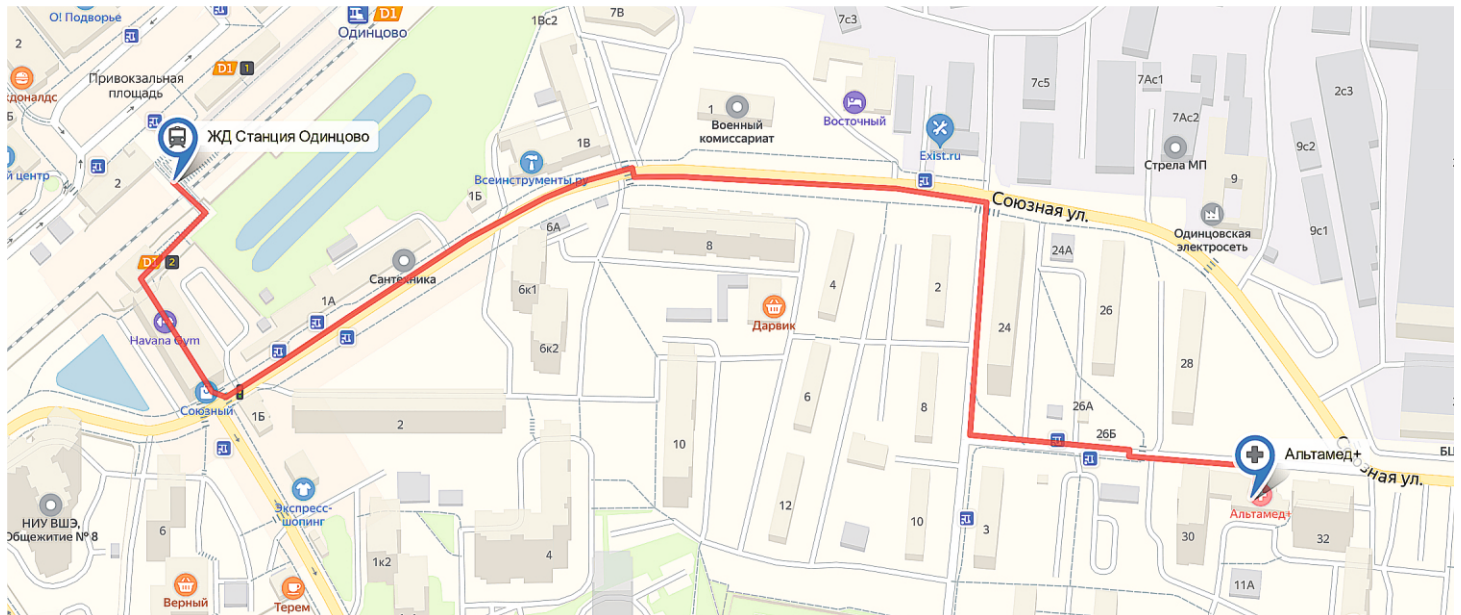 О! Подворье
D1
Одинцово
1Вс2
7В
7с3
2
Привокзальная
площадь
D1 1
7с5
7Ас1
2с3
7Ас2
1
Военный
комиссариат
Восточный
Exist.ru
Стрела МП
9с2
ЖД Станция Одинцово
1В
Всеинструменты.ру
й центр
2
1Б
9
Союзная ул.
Одинцовская
электросеть
9с1
6А
8
24А
D1 2
Сантехника
1А
6к1
4
2
26
Дарвик
24
Havana Gym
6к2
28
Союзный
1Б
2
6
8
26А
26Б
10
Альтамед+
БЦ
Союзная ул.
Экспресс-
шопинг
12
10
3
Альтамед+
НИУ ВШЭ,
Общежитие № 8
6
1к2
4
30
32
11А
Верный
Терем